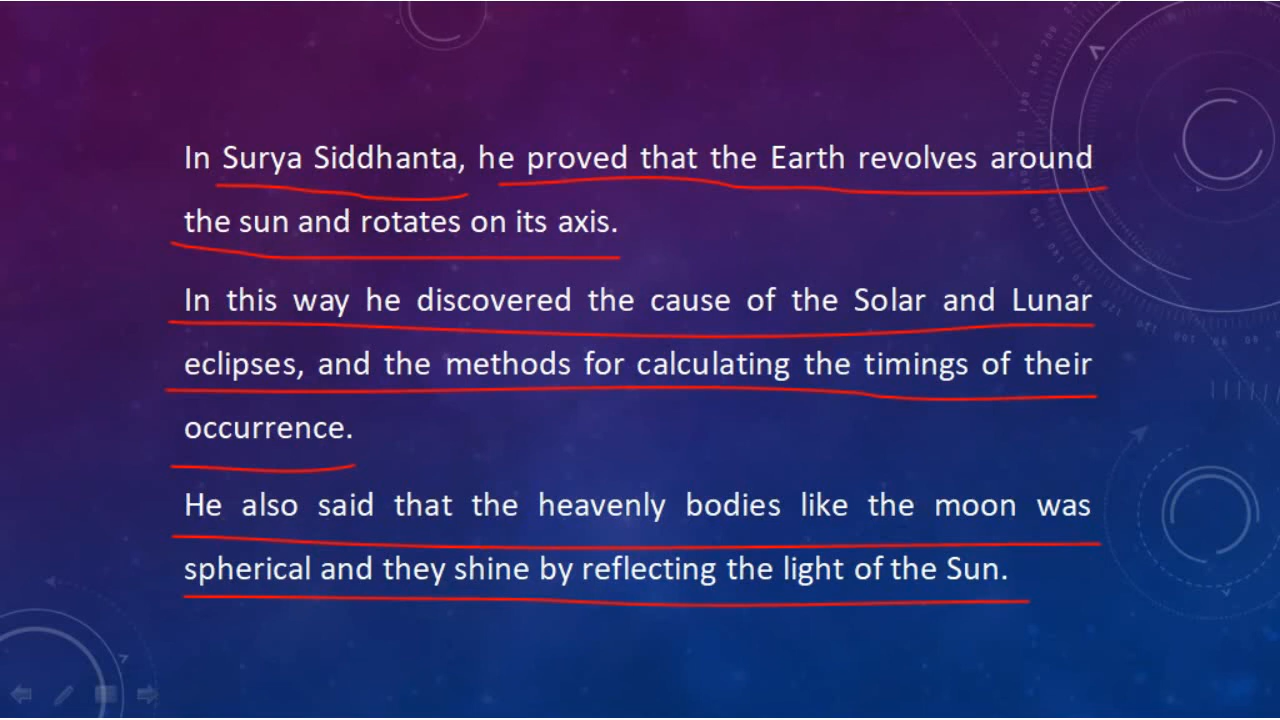 In Surya Siddhanta, he proved that the Earth revolves around
the sun and rotates on its axis.
In this way he discovered the cause of the Solar and Lunar
eclipses, and the methods for calculating the timings of their
occurrence.
He also said that the heavenly bodies like the moon was
spherical and they shine by reflecting the light of the Sun.